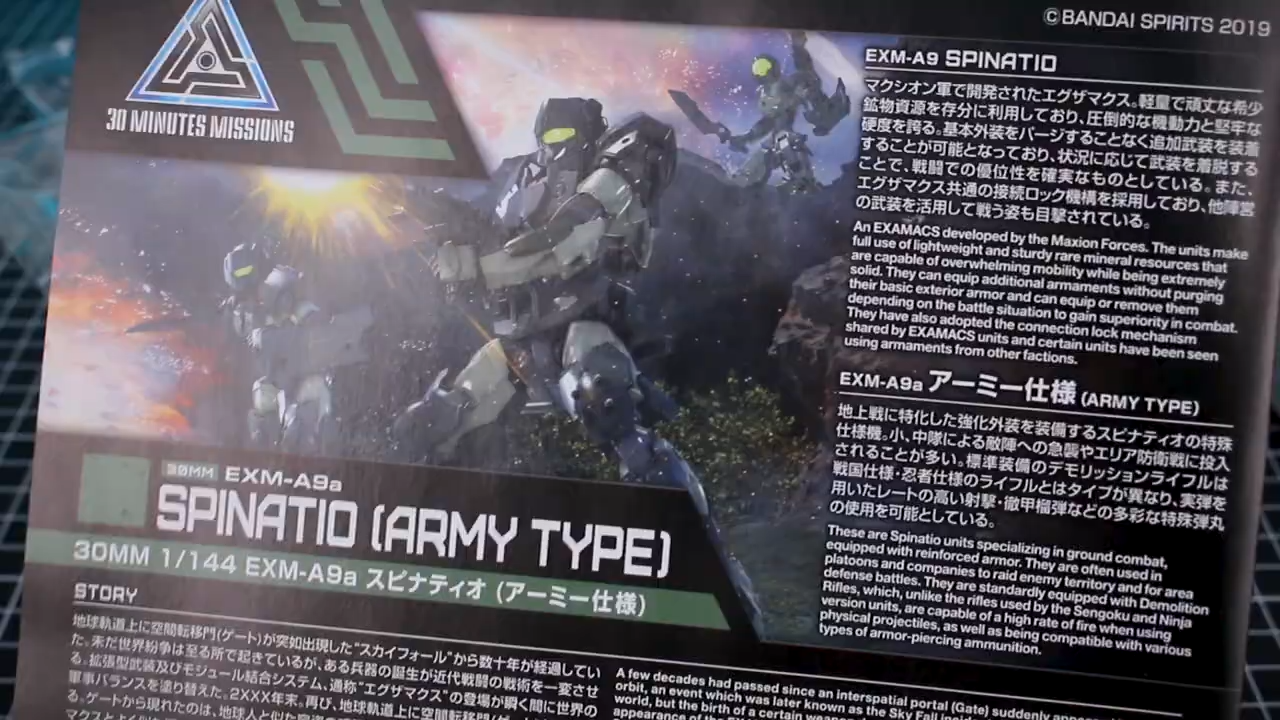 ©BANDAI SPIRITS 2019
30 MINUTES MISSIONS
EXM-A9 SPINATIO
マクシオン軍で開発されたエグザマクス。軽量で頑丈な希少
鉱物資源を存分に利用しており、圧倒的な機動力と堅牢な
硬度を誇る。基本外装をパージすることなく追加武装を装着
することが可能となっており、状況に応じて武装を着脱する
ことで、戦闘での優位性を確実なものとしている。また、
エグザマクス共通の接続ロック機構を採用しており、他陣営
の武装を活用して戦う姿も目撃されている。
An EXAMACS developed by the Maxion Forces. The units make
full use of lightweight and sturdy rare mineral resources that
are capable of overwhelming mobility while being extremely
solid. They can equip additional armaments without purging
their basic exterior armor and can equip or remove them
depending on the battle situation to gain superiority in combat.
They have also adopted the connection lock mechanism
shared by EXAMACS units and certain units have been seen
using armaments from other factions.
EXM-A9a アーミー仕様 (ARMY TYPE)
地上戦に特化した強化外装を装備するスピナティオの特殊
仕様機。小、中隊による敵陣への急襲やエリア防衛戦に投入
されることが多い。標準装備のデモリッションライフルは
戦国仕様・忍者仕様のライフルとはタイプが異なり、実弾を
用いたレートの高い射撃・徹甲榴弾などの多彩な特殊弾丸
の使用を可能としている。
These are Spinatio units specializing in ground combat,
equipped with reinforced armor. They are often used in
platoons and companies to raid enemy territory and for area
defense battles. They are standardly equipped with Demolition
Rifles, which, unlike the rifles used by the Sengoku and Ninja
version units, are capable of a high rate of fire when using
physical projectiles, as well as being compatible with various
types of armor-piercing ammunition.
30MM EXM-A9a
SPINATIO (ARMY TYPE)
30MM 1/144 EXM-A9a スピナティオ (アーミー仕様)
STORY
地球軌道上に空間転移門(ゲート)が突如出現した"スカイフォール"から数十年が経過してい
た。未だ世界紛争は至る所で起きているが、ある兵器の誕生が近代戦闘の戦術を一変させ
る。拡張型武装及びモジュール結合システム、通称"エグザマクス"の登場が瞬く間に世界の
軍事バランスを塗り替えた。2XXX年末。再び、地球軌道上に空間転移門(ゲー
る。ゲートから現れたのは、地球人と似た
A few decades had passed since an interspatial portal (Gate) suddenly appeared
orbit, an event which was later known as the Sky Fall
world, but the birth of a certain
appearance of the